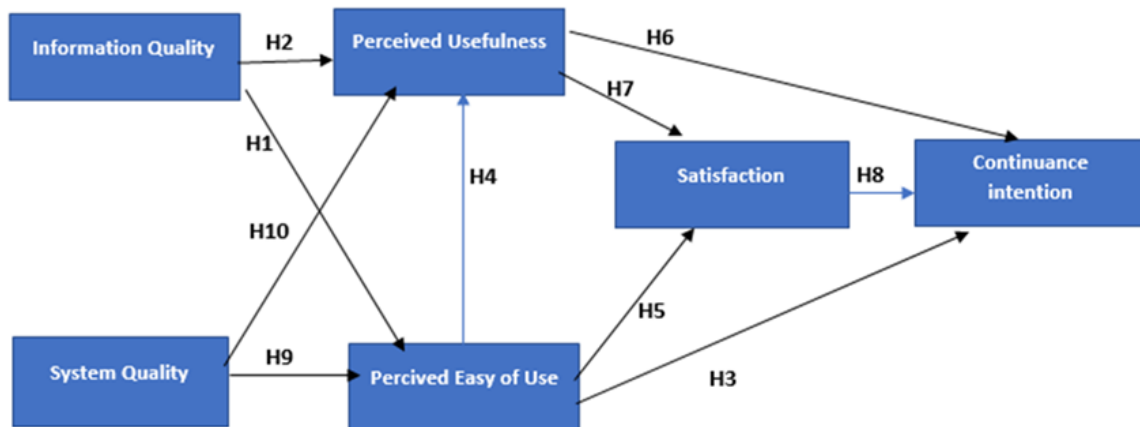 Information Quality
H2
Perceived Usefulness
H6
H7
H1
H4
Satisfaction
H8
Continuance
intention
H10
H5
System Quality
H9
Percived Easy of Use
H3